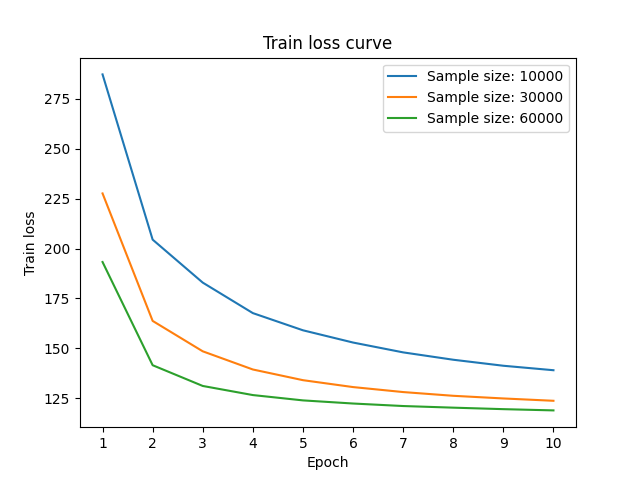 Train loss curve
Sample size: 10000
Sample size: 30000
Sample size: 60000
275
250
225
200
175
150
125
Train loss
1 2 3 4 5 6 7 8 9 10
Epoch